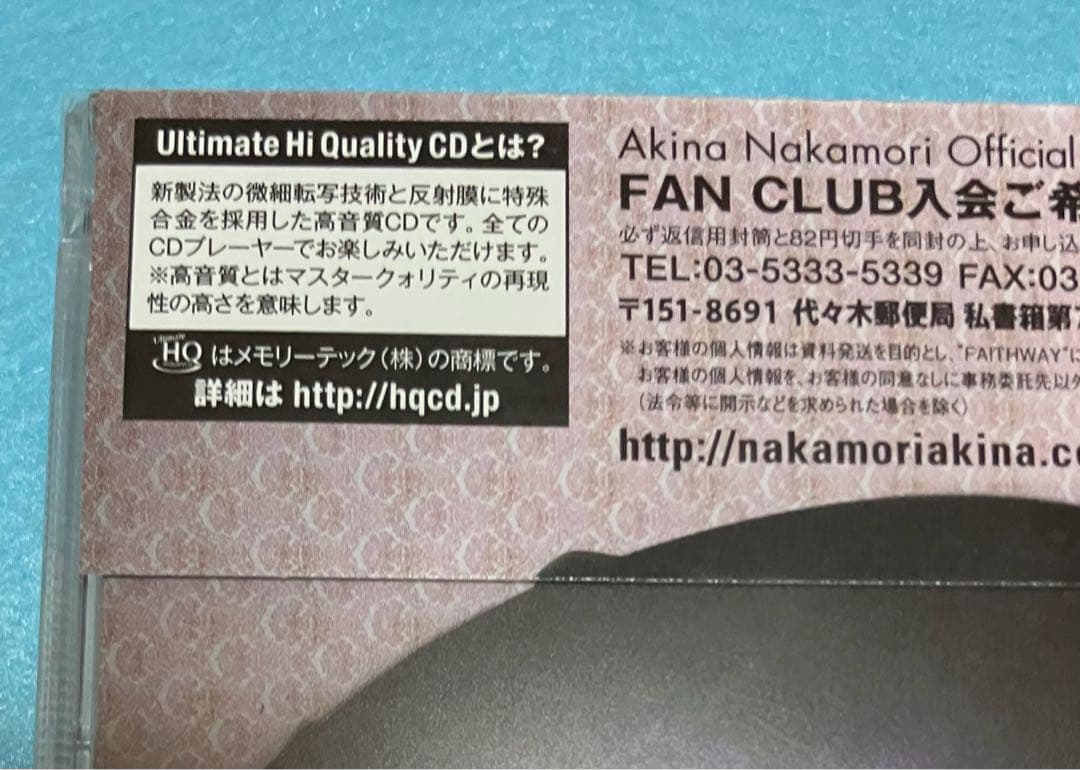 Ultimate Hi Quality CDとは?
新製法の微細転写技術と反射膜に特殊
合金を採用した高音質CDです。全ての
CDプレーヤーでお楽しみいただけます。
※高音質とはマスタークォリティの再現
性の高さを意味します。
Ultimate HQ はメモリーテック(株)の商標です。
詳細は http://hqcd.jp
Akina Nakamori Official
FAN CLUB入会ご希
必ず返信用封筒と82円切手を同封の上、お申し込
TEL:03-5333-5339 FAX:03
〒151-8691 代々木郵便局 私書箱第
※お客様の個人情報は資料発送を目的とし、"FAITHWAY"に
お客様の個人情報を、お客様の同意なしに事務委託先以外
(法令等に開示などを求められた場合を除く)
http://nakamoriakina.c